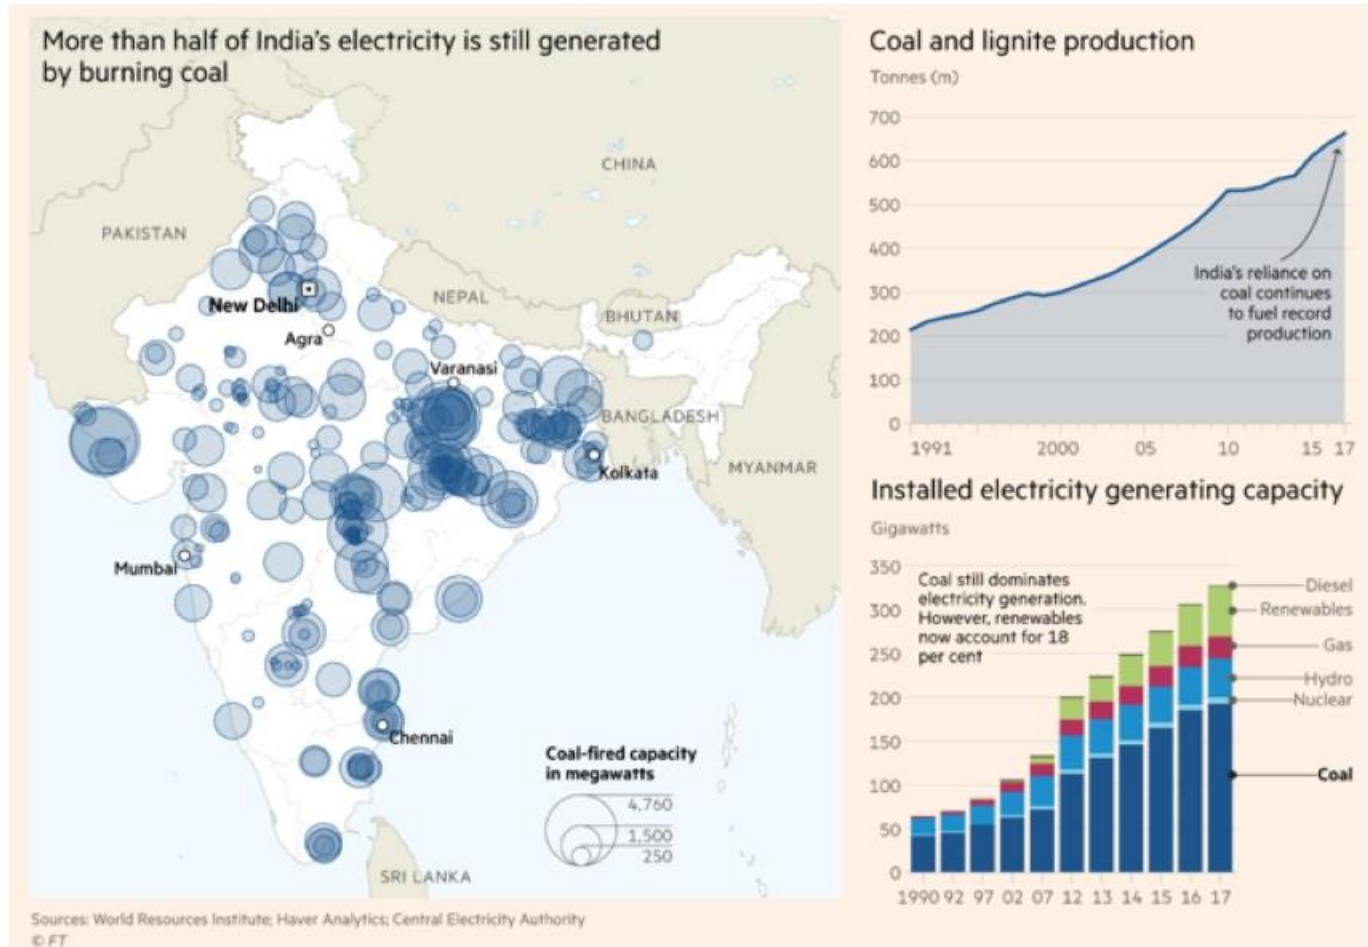 More than half of India's electricity is still generated
by burning coal
CHINA
PAKISTAN
New Delhi
NEPAL
BHUTAN
Agra
Varanasi
BANGLADESH
MYANMAR
Kolkata
Mumbai
Chennai
Coal-fired capacity
in megawatts
4,760
1,500
250
SRI LANKA
Coal and lignite production
Tonnes (m)
700
600
500
400
300
200
100
0
India's reliance on
coal continues
to fuel record
production
1991 2000 05 10 15 17
Installed electricity generating capacity
Gigawatts
350
300
250
200
150
100
50
0
Coal still dominates
electricity generation.
However, renewables
now account for 18
per cent
Diesel
Renewables
Gas
Hydro
Nuclear
Coal
1990 92 97 02 07 12 13 14 15 16 17
Sources: World Resources Institute; Haver Analytics; Central Electricity Authority
© FT